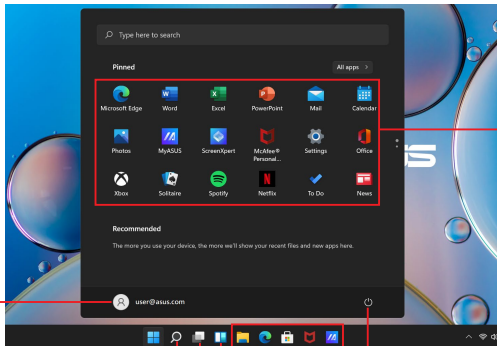 Type here to search
Pinned
All apps >
Microsoft Edge Word Excel PowerPoint Mail Calendar
Photos MyASUS ScreenXpert McAfee® Personal... Settings Office
Xbox Solitaire Spotify Netflix To Do News
Recommended
The more you use your device, the more we'll show your recent files and new apps here.
user@asus.com